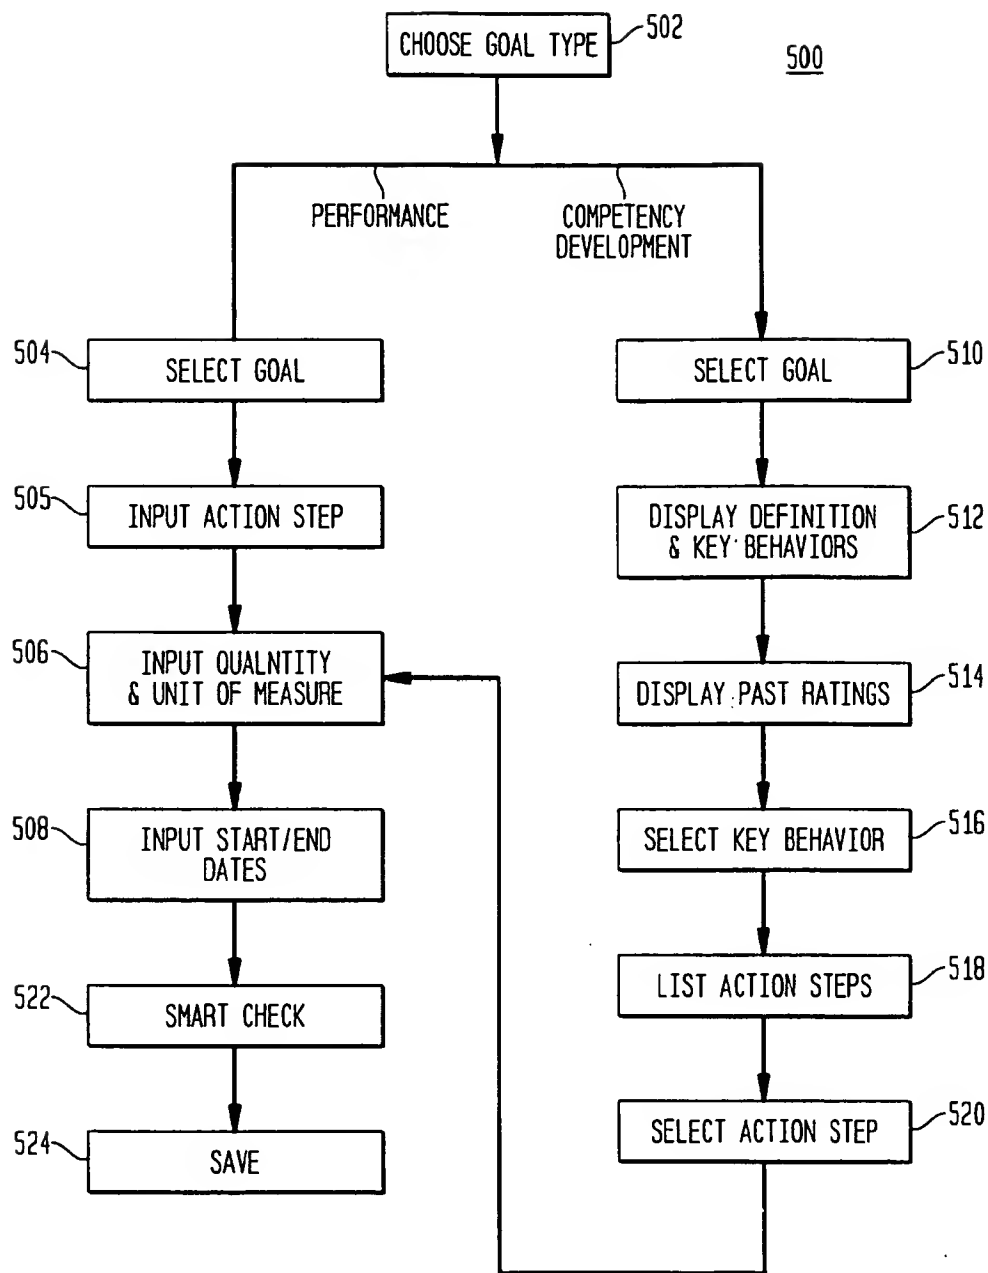 CHOOSE GOAL TYPE
502
500
PERFORMANCE
COMPETENCY
DEVELOPMENT
504
SELECT GOAL
505
INPUT ACTION STEP
506
INPUT QUALNTITY
& UNIT OF MEASURE
508
INPUT START/END
DATES
522
SMART CHECK
524
SAVE
SELECT GOAL
510
DISPLAY DEFINITION
& KEY BEHAVIORS
512
DISPLAY PAST RATINGS
514
SELECT KEY BEHAVIOR
516
LIST ACTION STEPS
518
SELECT ACTION STEP
520